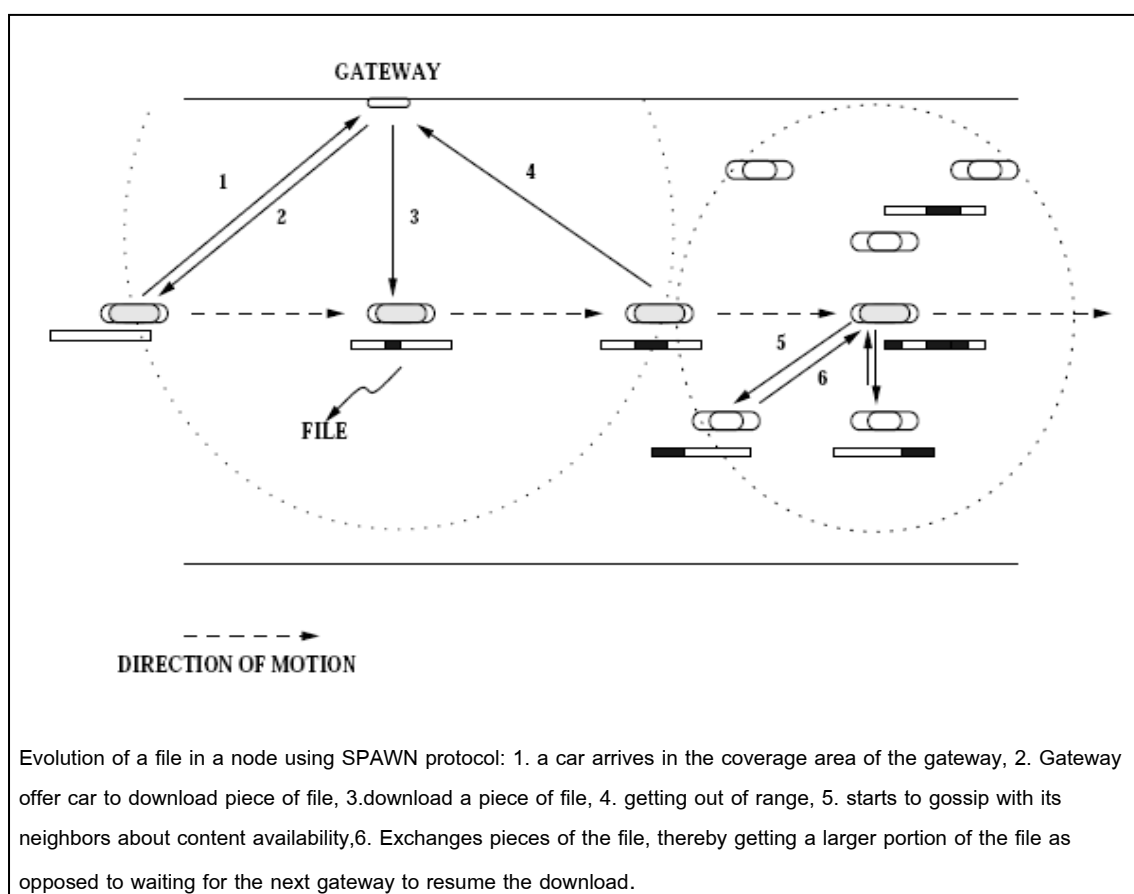 GATEWAY
1
2
3
4
5
6
FILE
DIRECTION OF MOTION
Evolution of a file in a node using SPAWN protocol: 1. a car arrives in the coverage area of the gateway, 2. Gateway
offer car to download piece of file, 3.download a piece of file, 4. getting out of range, 5. starts to gossip with its
neighbors about content availability,6. Exchanges pieces of the file, thereby getting a larger portion of the file as
opposed to waiting for the next gateway to resume the download.